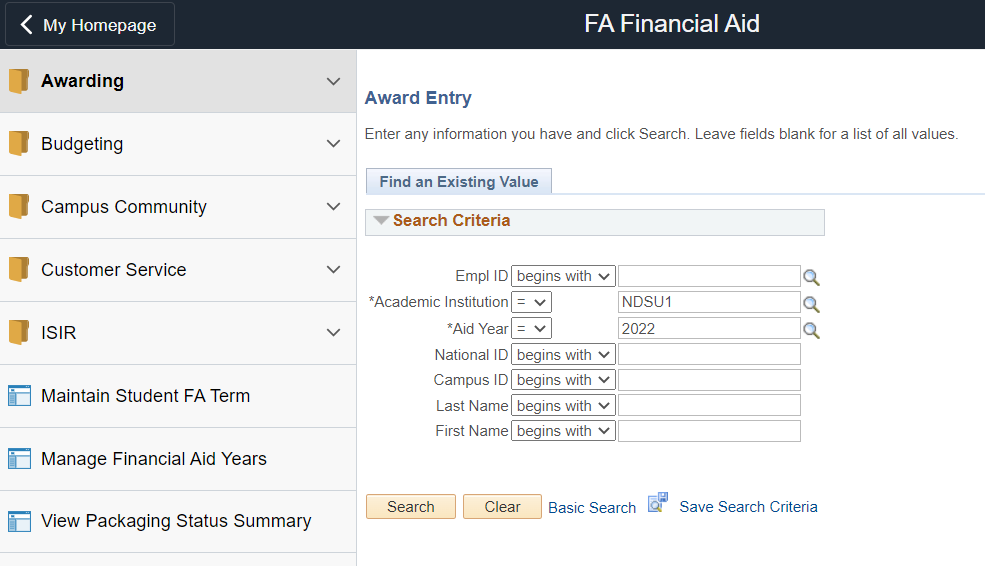 My Homepage
FA Financial Aid
Awarding
Budgeting
Campus Community
Customer Service
ISIR
Maintain Student FA Term
Manage Financial Aid Years
View Packaging Status Summary
Award Entry
Enter any information you have and click Search. Leave fields blank for a list of all values.
Find an Existing Value
Search Criteria
Empl ID begins with
*Academic Institution = NDSU1
*Aid Year = 2022
National ID begins with
Campus ID begins with
Last Name begins with
First Name begins with
Search Clear Basic Search Save Search Criteria